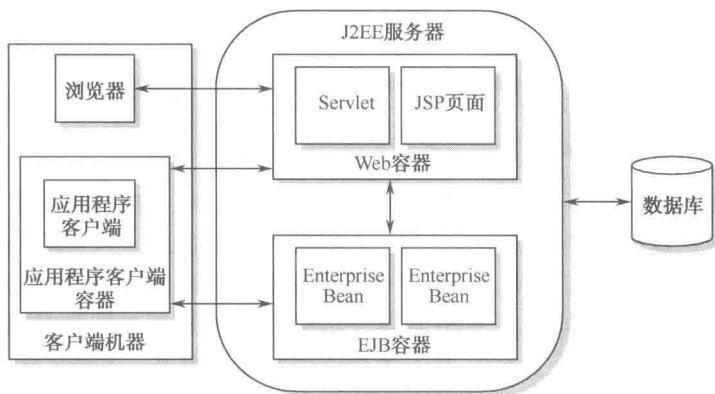 J2EE服务器
浏览器
Servlet
JSP页面
Web容器
应用程序
客户端
应用程序客户端
容器
客户端机器
Enterprise
Bean
Enterprise
Bean
EJB容器
数据库